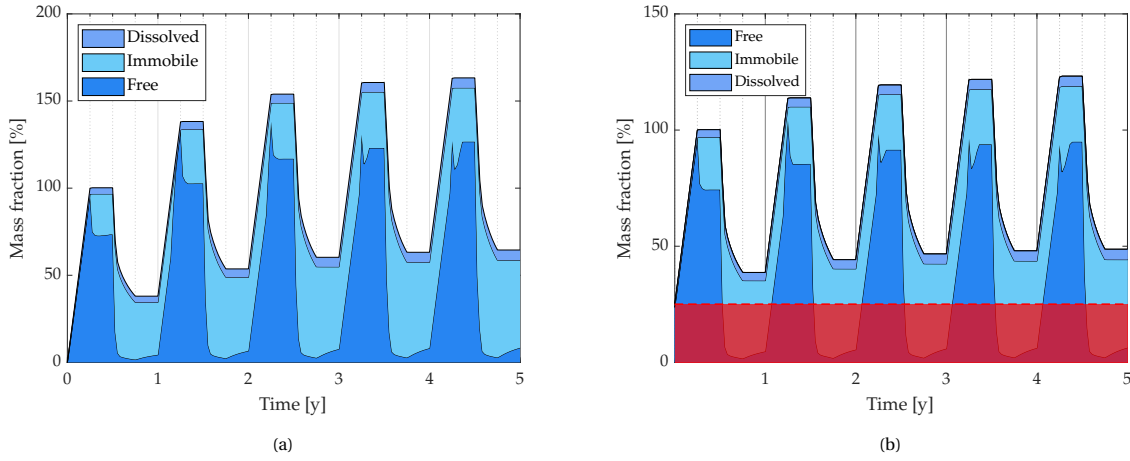 200
150
100
50
0
Mass fraction [%]
Dissolved
Immobile
Free
0 1 2 3 4 5
Time [y]
(a)
150
100
50
0
Mass fraction [%]
Free
Immobile
Dissolved
1 2 3 4 5
Time [y]
(b)